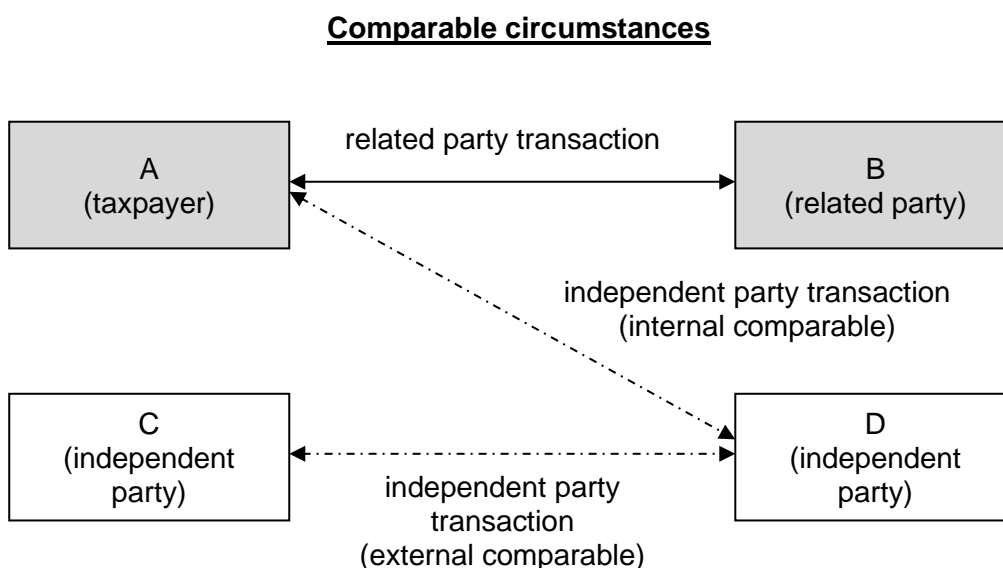 Comparable circumstances
related party transaction
A
(taxpayer)
B
(related party)
independent party transaction
(internal comparable)
C
(independent
party)
D
(independent
party)
independent party
transaction
(external comparable)